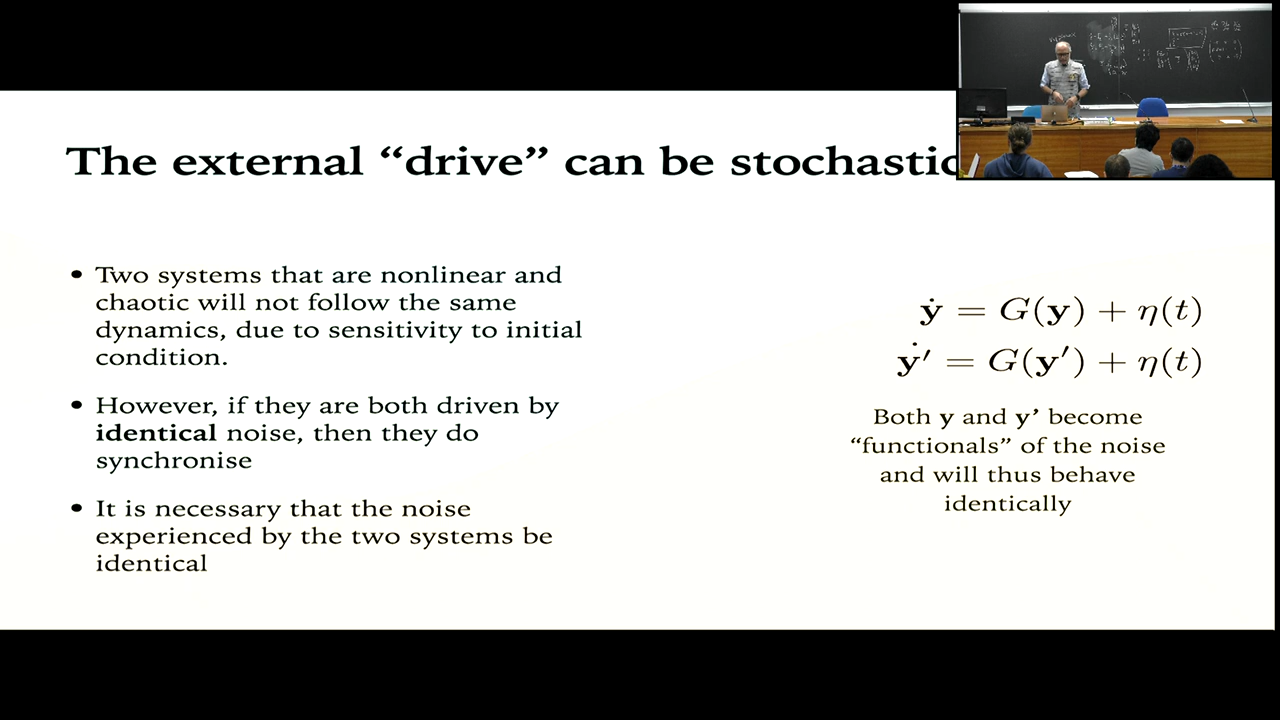 The external “drive” can be stochastic
• Two systems that are nonlinear and
chaotic will not follow the same
dynamics, due to sensitivity to initial
condition.
• However, if they are both driven by
identical noise, then they do
synchronise
• It is necessary that the noise
experienced by the two systems be
identical
ẏ = G(y) + η(t)
ẏ′ = G(y′) + η(t)
Both y and y’ become
“functionals” of the noise
and will thus behave
identically